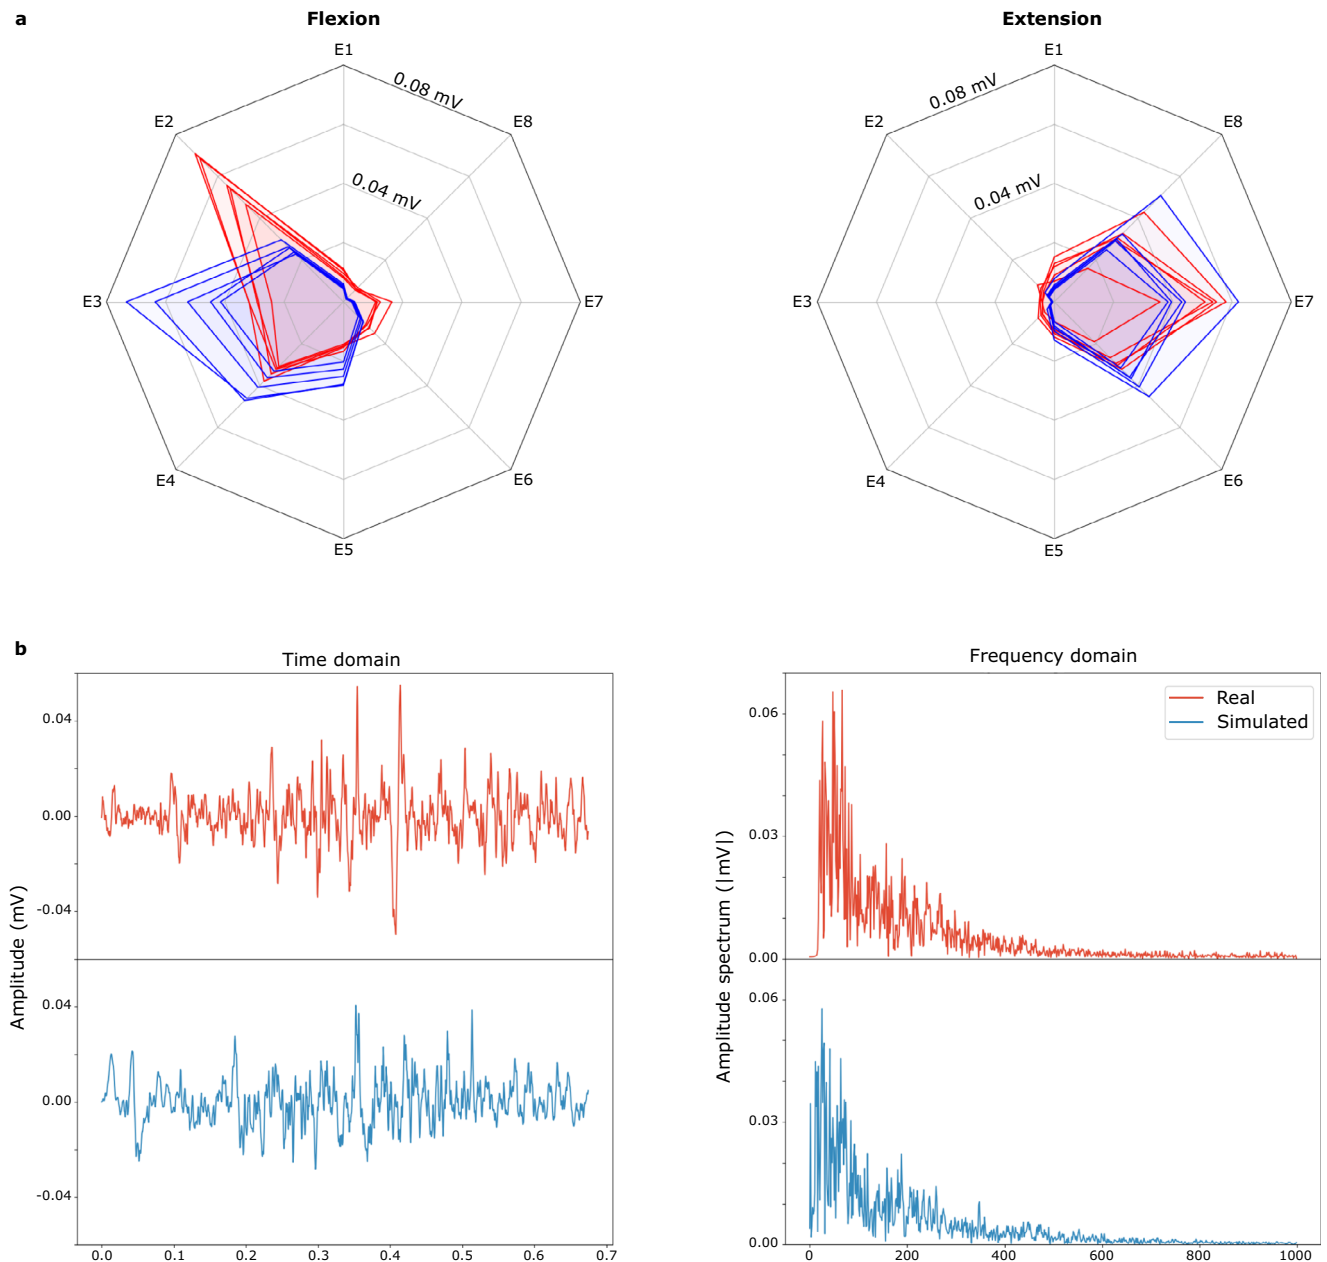 a
Flexion
E1
0.08 mV
E2
E8
0.04 mV
E3
E7
E4
E6
E5
Extension
E1
0.08 mV
E2
E8
0.04 mV
E3
E7
E4
E6
E5
b
Time domain
Amplitude (mV)
0.04
0.00
-0.04
0.04
0.00
-0.04
0.0 0.1 0.2 0.3 0.4 0.5 0.6 0.7
Frequency domain
Real
Simulated
Amplitude spectrum (|mV|)
0.06
0.03
0.00
0.06
0.03
0.00
0 200 400 600 800 1000